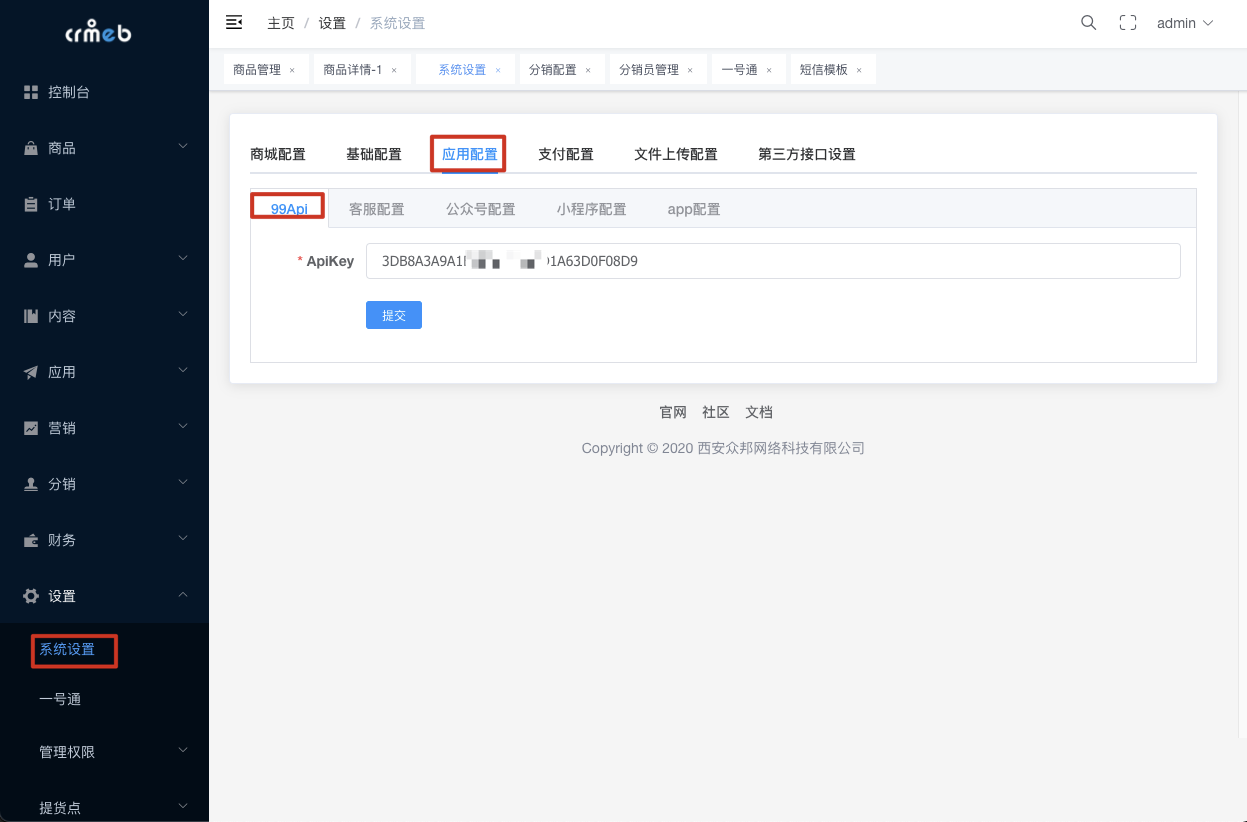 crmeb
主页 / 设置 / 系统设置
admin
商品管理 × 商品详情-1 × 系统设置 × 分销配置 × 分销员管理 × 一号通 × 短信模板 ×
控制台
商品
订单
用户
内容
应用
营销
分销
财务
设置
系统设置
一号通
管理权限
提货点
商城配置 基础配置 应用配置 支付配置 文件上传配置 第三方接口设置
99Api 客服配置 公众号配置 小程序配置 app配置
* ApiKey 3DB8A3A9A1 1A63D0F08D9
提交
官网 社区 文档
Copyright © 2020 西安众邦网络科技有限公司